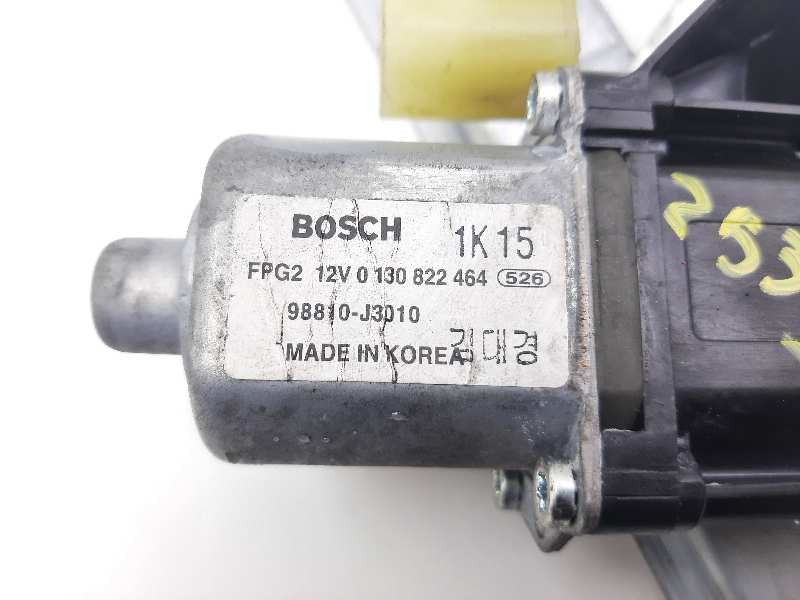 BOSCH 1K15
FPG2 12V 0 130 822 464 526
98810-J3010
MADE IN KOREA 김대경